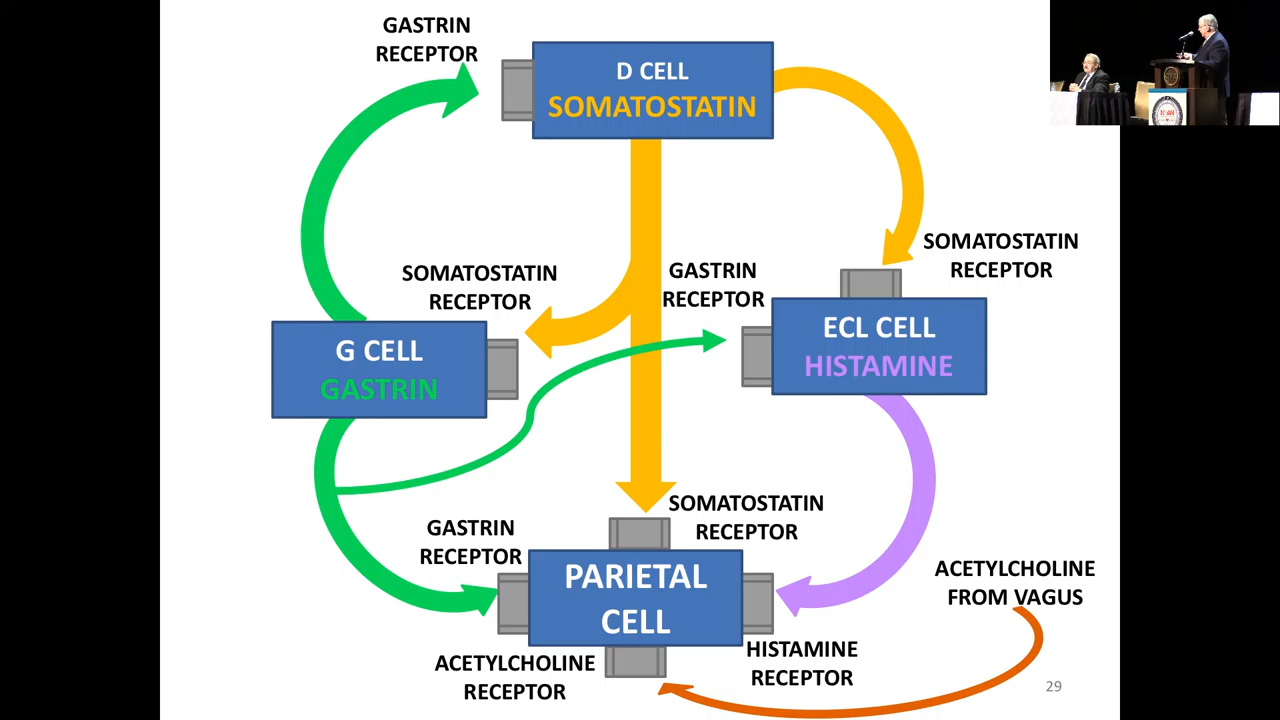 GASTRIN
RECEPTOR
D CELL
SOMATOSTATIN
SOMATOSTATIN
RECEPTOR
SOMATOSTATIN
RECEPTOR
GASTRIN
RECEPTOR
G CELL
GASTRIN
ECL CELL
HISTAMINE
SOMATOSTATIN
RECEPTOR
GASTRIN
RECEPTOR
PARIETAL
CELL
ACETYLCHOLINE
FROM VAGUS
ACETYLCHOLINE
RECEPTOR
HISTAMINE
RECEPTOR
29